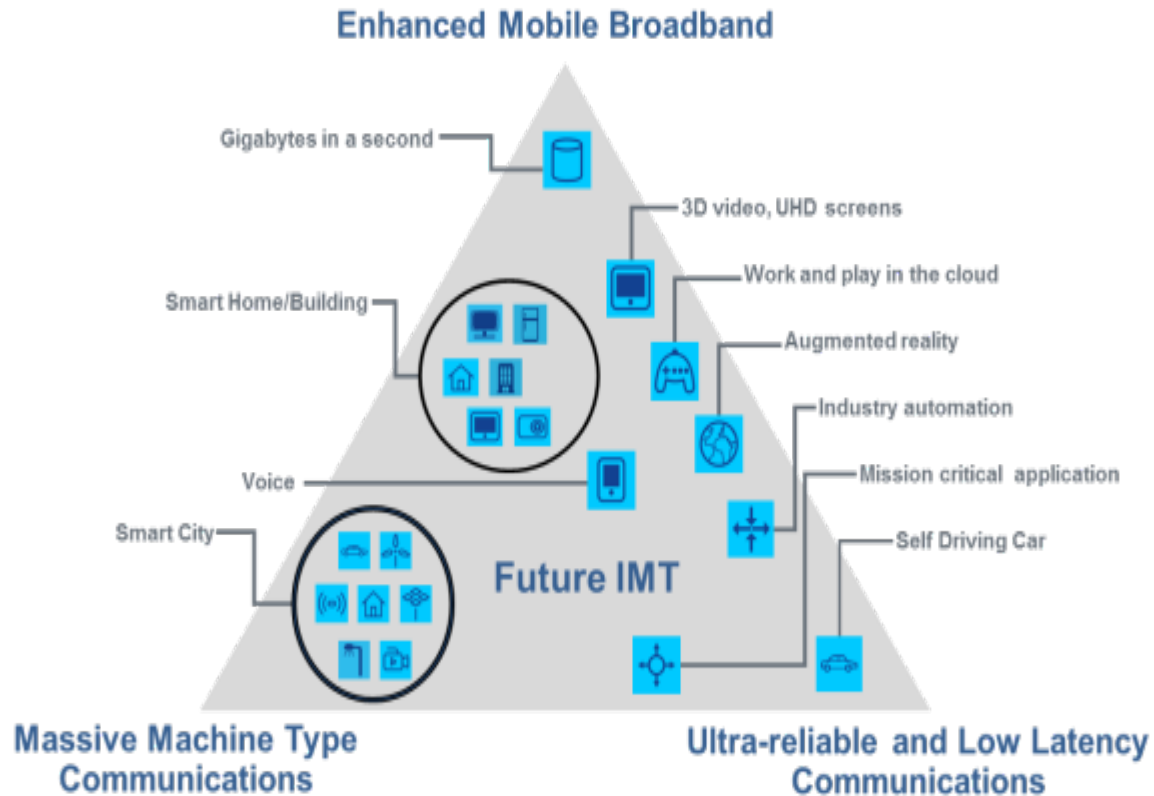 Enhanced Mobile Broadband
Gigabytes in a second
3D video, UHD screens
Work and play in the cloud
Smart Home/Building
Augmented reality
Industry automation
Mission critical application
Voice
Smart City
Self Driving Car
Future IMT
Massive Machine Type
Communications
Ultra-reliable and Low Latency
Communications